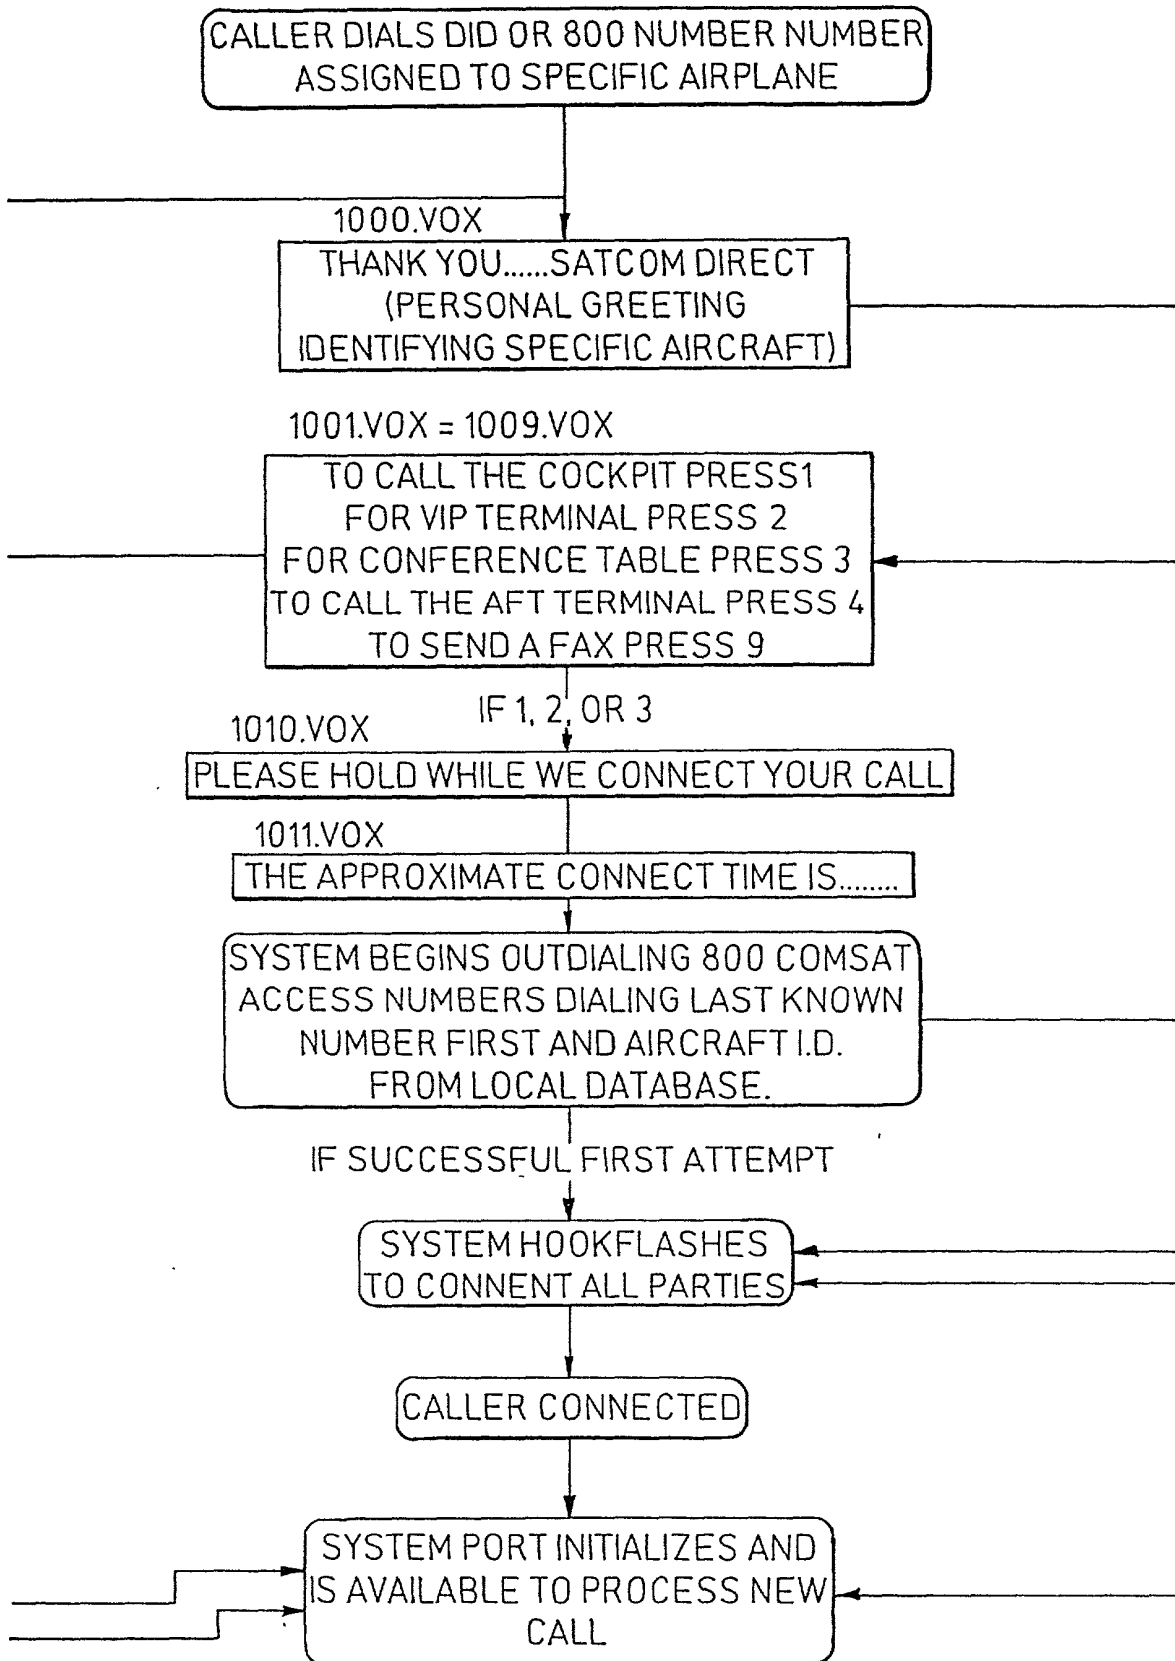 CALLER DIALS DID OR 800 NUMBER NUMBER
ASSIGNED TO SPECIFIC AIRPLANE
1000.VOX
THANK YOU......SATCOM DIRECT
(PERSONAL GREETING
IDENTIFYING SPECIFIC AIRCRAFT)
1001.VOX = 1009.VOX
TO CALL THE COCKPIT PRESS1
FOR VIP TERMINAL PRESS 2
FOR CONFERENCE TABLE PRESS 3
TO CALL THE AFT TERMINAL PRESS 4
TO SEND A FAX PRESS 9
IF 1, 2, OR 3
1010.VOX
PLEASE HOLD WHILE WE CONNECT YOUR CALL
1011.VOX
THE APPROXIMATE CONNECT TIME IS........
SYSTEM BEGINS OUTDIALING 800 COMSAT
ACCESS NUMBERS DIALING LAST KNOWN
NUMBER FIRST AND AIRCRAFT I.D.
FROM LOCAL DATABASE.
IF SUCCESSFUL FIRST ATTEMPT
SYSTEM HOOKFLASHES
TO CONNENT ALL PARTIES
CALLER CONNECTED
SYSTEM PORT INITIALIZES AND
IS AVAILABLE TO PROCESS NEW
CALL